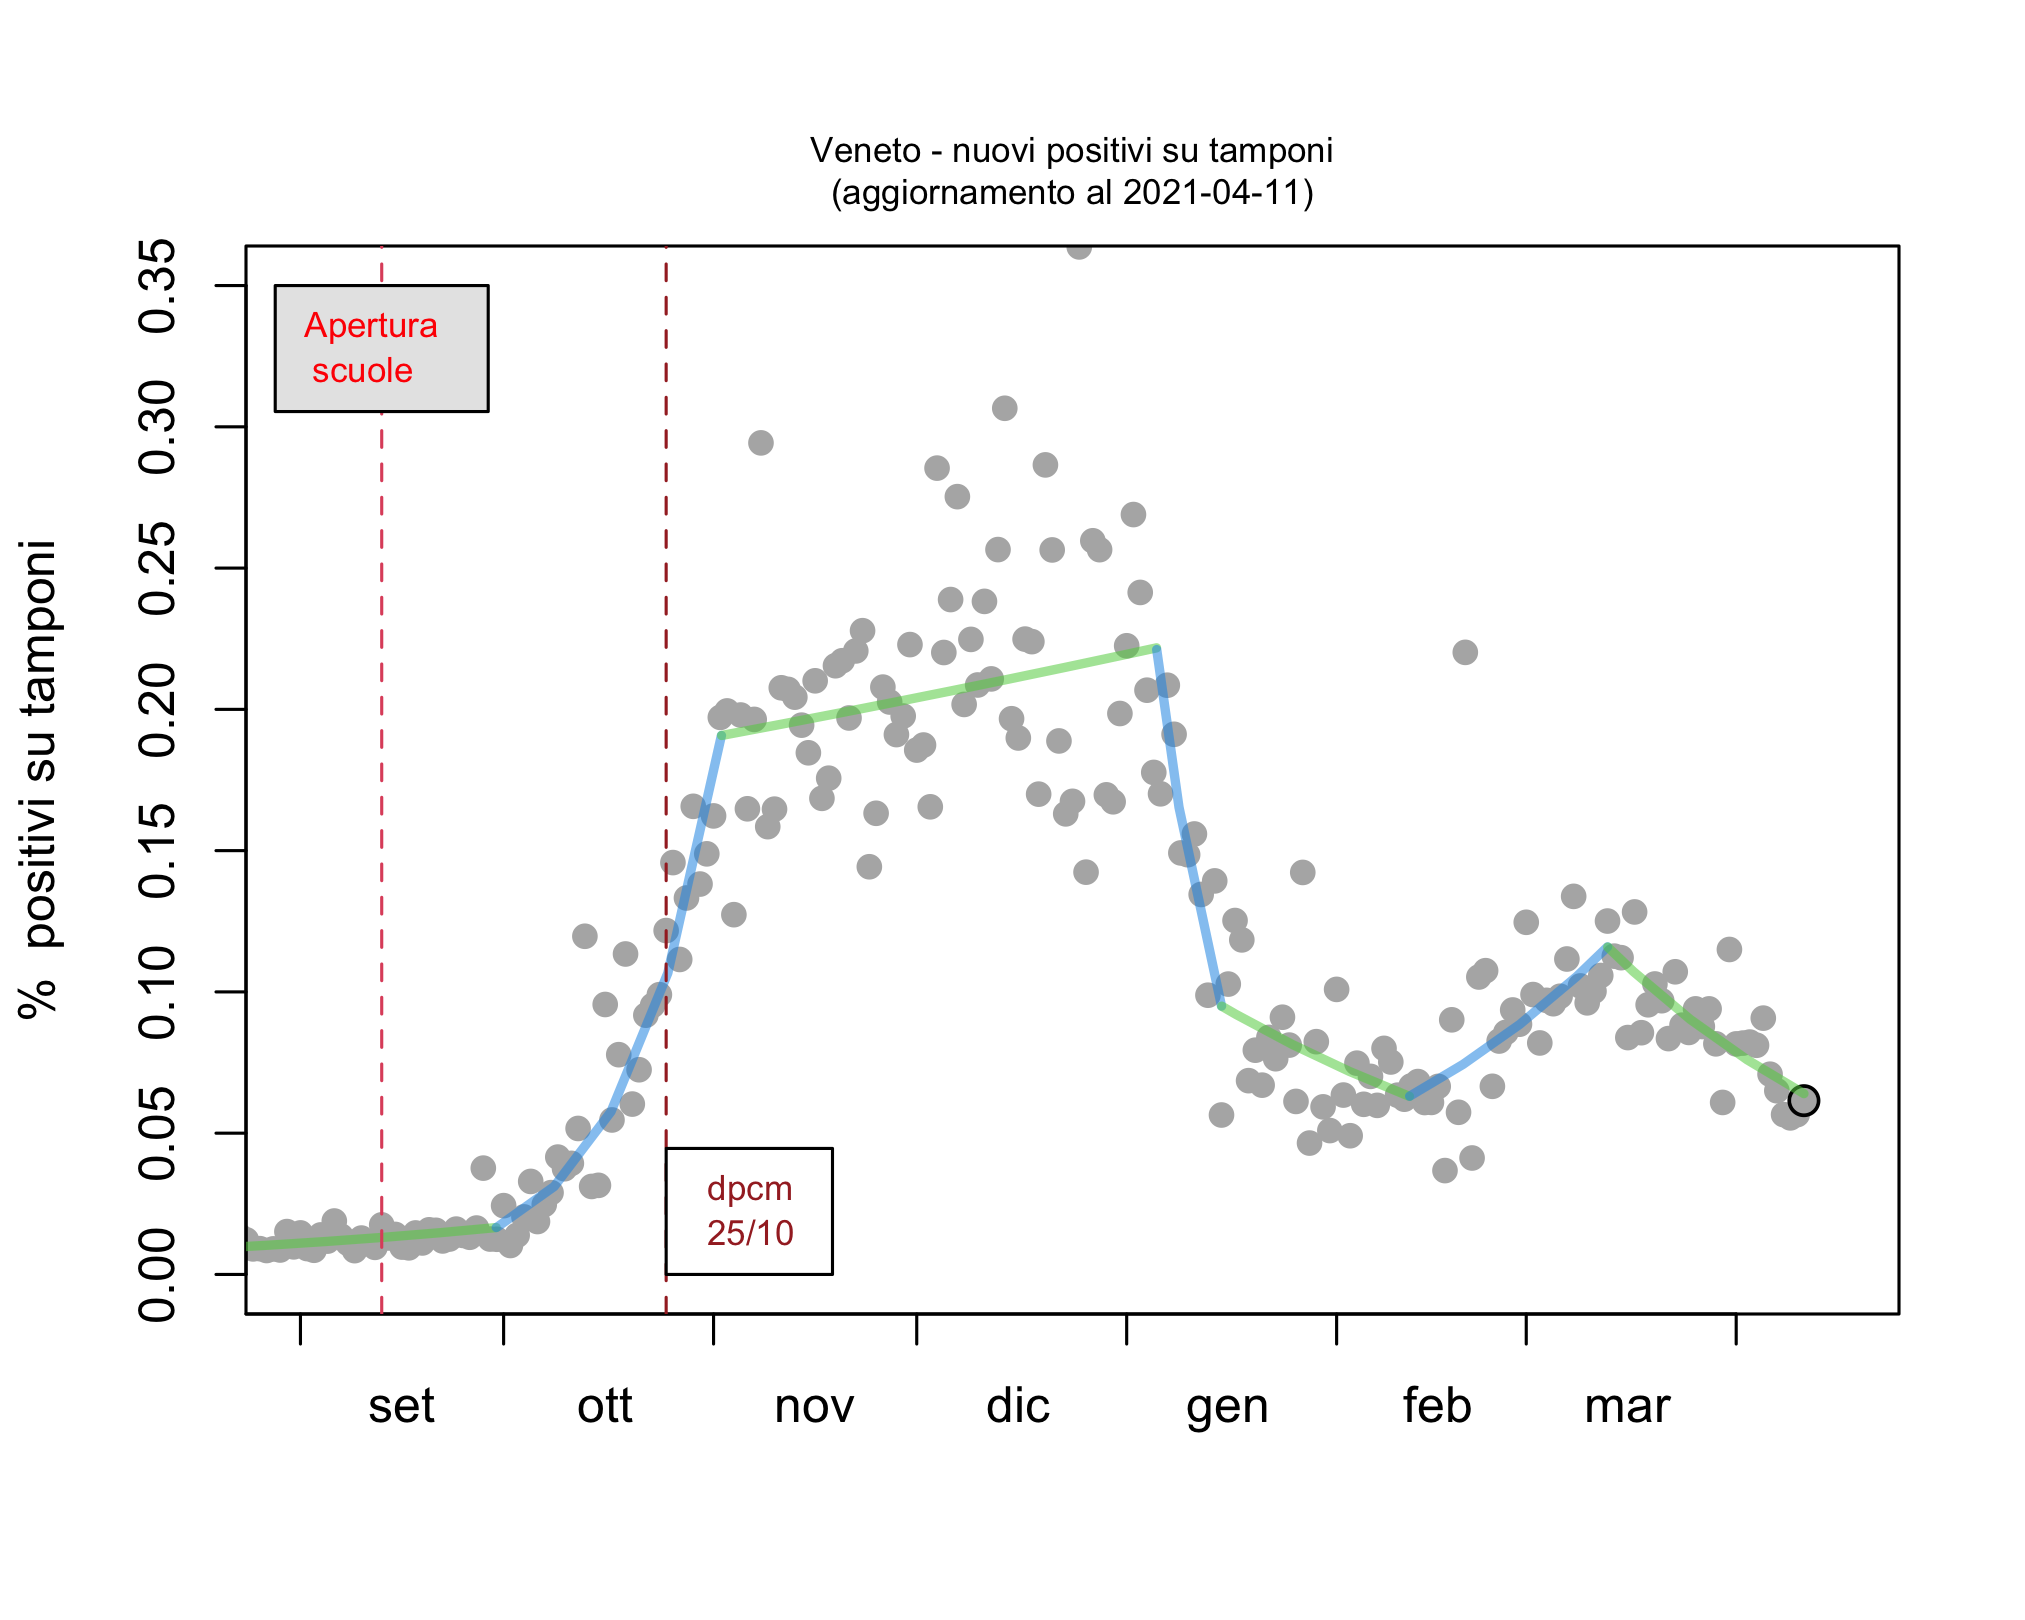 Veneto - nuovi positivi su tamponi
(aggiornamento al 2021-04-11)
% positivi su tamponi
0.35
0.30
0.25
0.20
0.15
0.10
0.05
0.00
Apertura
scuole
dpcm
25/10
set ott nov dic gen feb mar